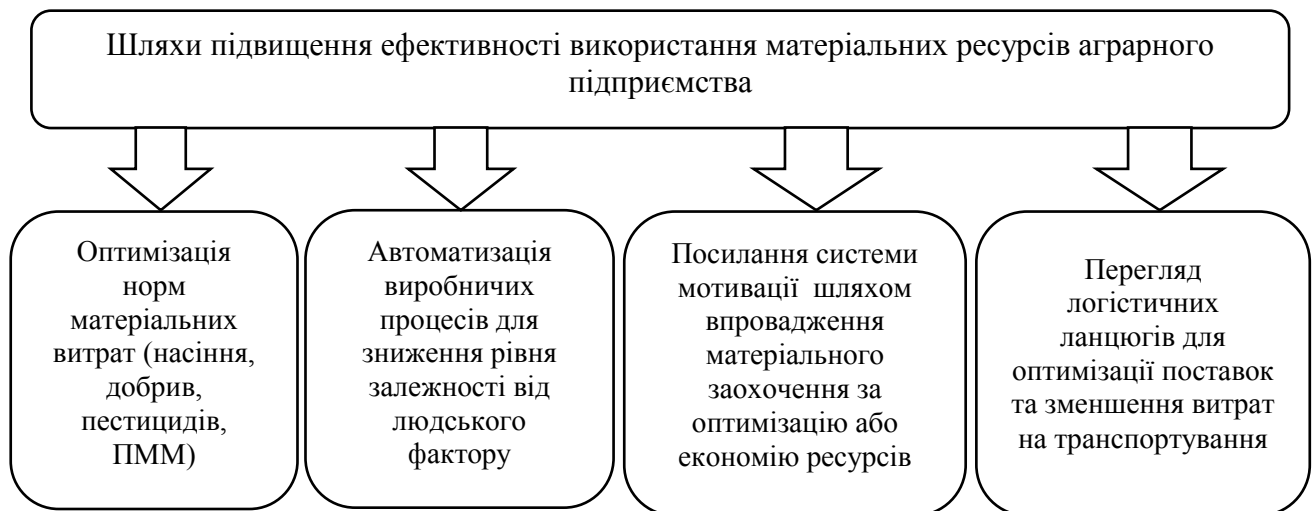 Шляхи підвищення ефективності використання матеріальних ресурсів аграрного
підприємства
Оптимізація
норм
матеріальних
витрат (насіння,
добрив,
пестицидів,
ПММ)
Автоматизація
виробничих
процесів для
зниження рівня
залежності від
людського
фактору
Посилання системи
мотивації шляхом
впровадження
матеріального
заохочення за
оптимізацію або
економію ресурсів
Перегляд
логістичних
ланцюгів для
оптимізації поставок
та зменшення витрат
на транспортування